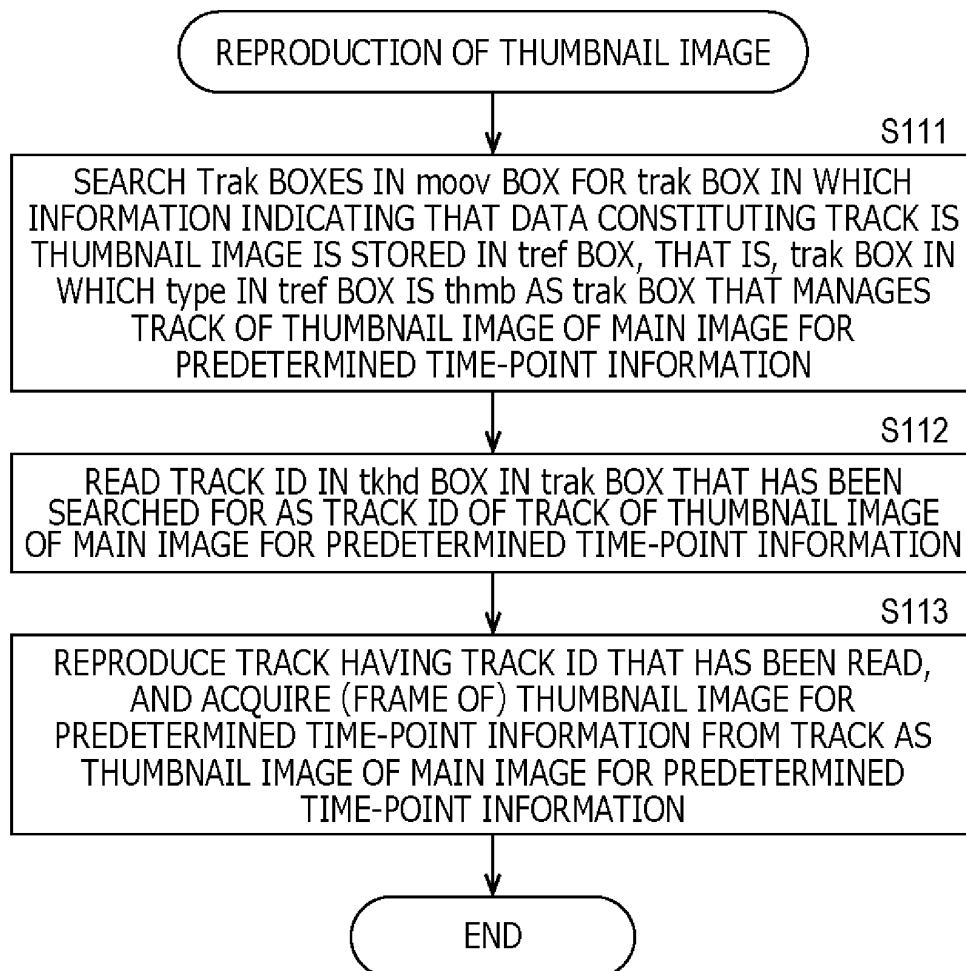 REPRODUCTION OF THUMBNAIL IMAGE
S111
SEARCH Trak BOXES IN moov BOX FOR trak BOX IN WHICH
INFORMATION INDICATING THAT DATA CONSTITUTING TRACK IS
THUMBNAIL IMAGE IS STORED IN tref BOX, THAT IS, trak BOX IN
WHICH type IN tref BOX IS thmb AS trak BOX THAT MANAGES
TRACK OF THUMBNAIL IMAGE OF MAIN IMAGE FOR
PREDETERMINED TIME-POINT INFORMATION
S112
READ TRACK ID IN tkhd BOX IN trak BOX THAT HAS BEEN
SEARCHED FOR AS TRACK ID OF TRACK OF THUMBNAIL IMAGE
OF MAIN IMAGE FOR PREDETERMINED TIME-POINT INFORMATION
S113
REPRODUCE TRACK HAVING TRACK ID THAT HAS BEEN READ,
AND ACQUIRE (FRAME OF) THUMBNAIL IMAGE FOR
PREDETERMINED TIME-POINT INFORMATION FROM TRACK AS
THUMBNAIL IMAGE OF MAIN IMAGE FOR PREDETERMINED
TIME-POINT INFORMATION
END